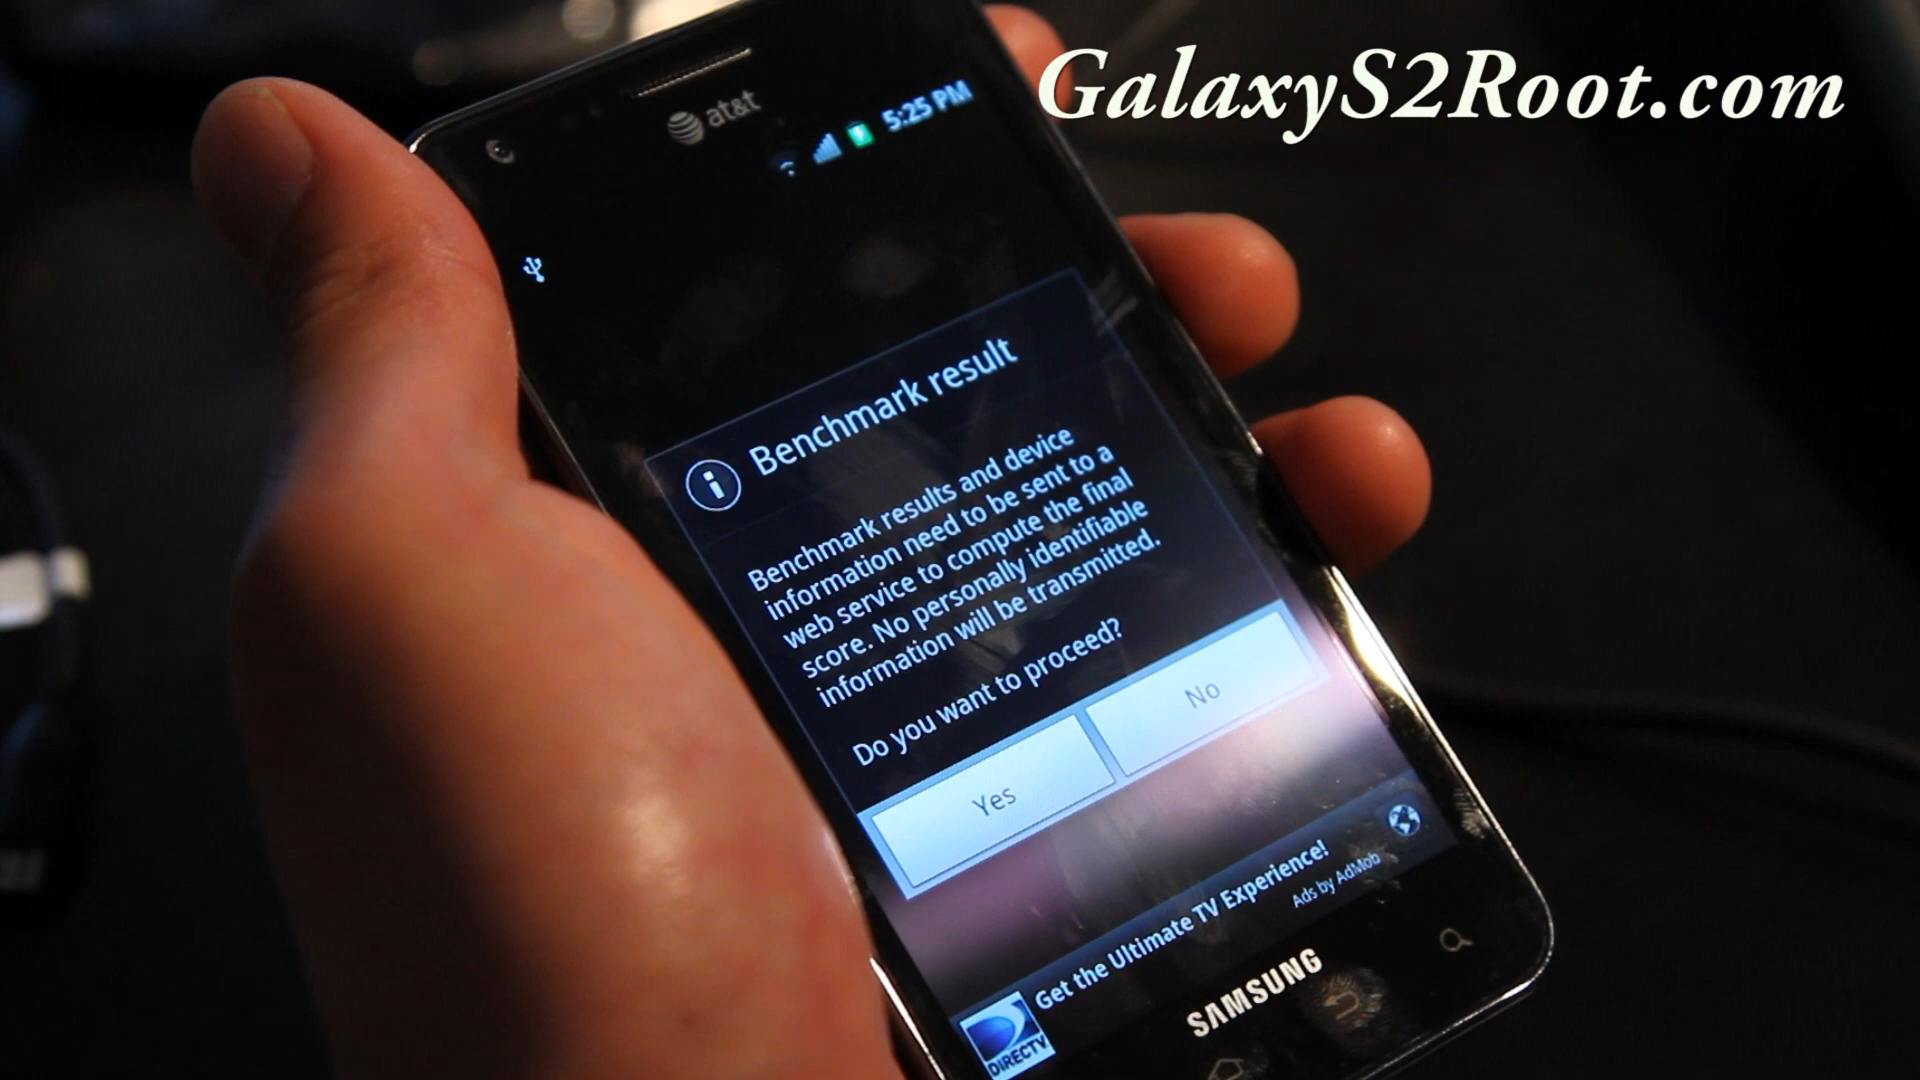 GalaxyS2Root.com
at&t
5:25 PM
Benchmark result
Benchmark results and device
information need to be sent to a
web service to compute the final
score. No personally identifiable
information will be transmitted.
Do you want to proceed?
Yes
No
Get the Ultimate TV Experience!
Ads by AdMob
DIRECTV
SAMSUNG